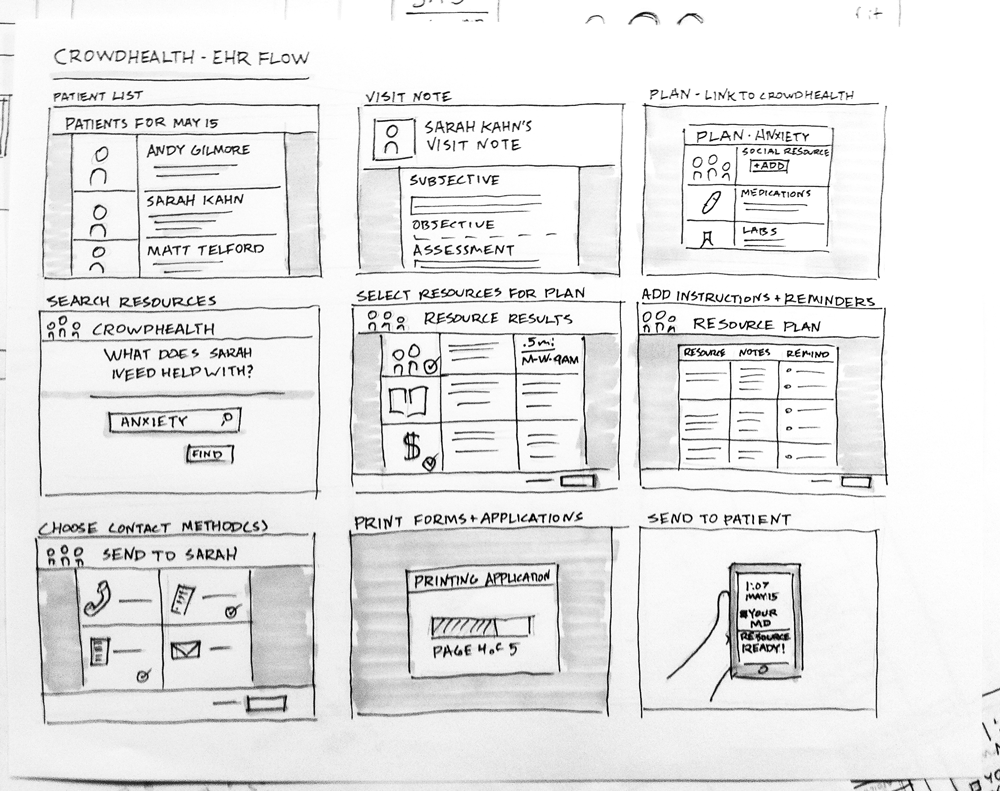 CROWDHEALTH - EHR FLOW
PATIENT LIST
PATIENTS FOR MAY 15
ANDY GILMORE
SARAH KAHN
MATT TELFORD
VISIT NOTE
SARAH KAHN'S
VISIT NOTE
SUBJECTIVE
OBJECTIVE
ASSESSMENT
PLAN - LINK TO CROWDHEALTH
PLAN - ANXIETY
SOCIAL RESOURCE
+ADD
MEDICATIONS
LABS
SEARCH RESOURCES
CROWDHEALTH
WHAT DOES SARAH
NEED HELP WITH?
ANXIETY
FIND
SELECT RESOURCES FOR PLAN
RESOURCE RESULTS
.5mi
M-W-9AM
$
ADD INSTRUCTIONS + REMINDERS
RESOURCE PLAN
RESOURCE NOTES REMIND
CHOOSE CONTACT METHOD(S)
SEND TO SARAH
PRINT FORMS + APPLICATIONS
PRINTING APPLICATION
PAGE 4 of 5
SEND TO PATIENT
1:07
MAY 15
YOUR
MD
RESOURCE
READY!